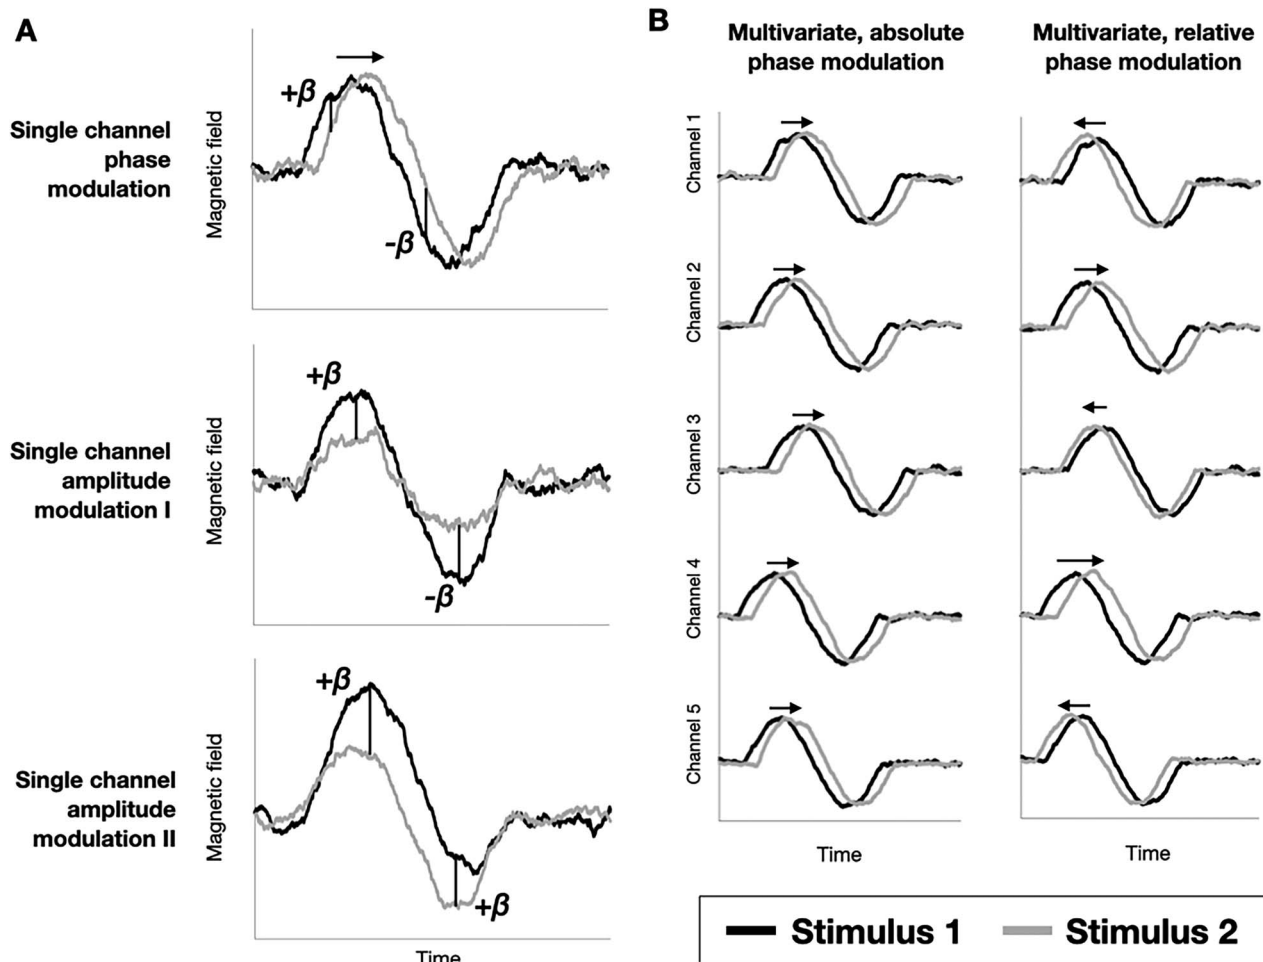 A
Single channel
phase
modulation
Magnetic field
+β
-β
Single channel
amplitude
modulation I
Magnetic field
+β
-β
Single channel
amplitude
modulation II
Magnetic field
+β
+β
Time
B
Multivariate, absolute
phase modulation
Multivariate, relative
phase modulation
Channel 1
Channel 2
Channel 3
Channel 4
Channel 5
Time
Time
Stimulus 1
Stimulus 2